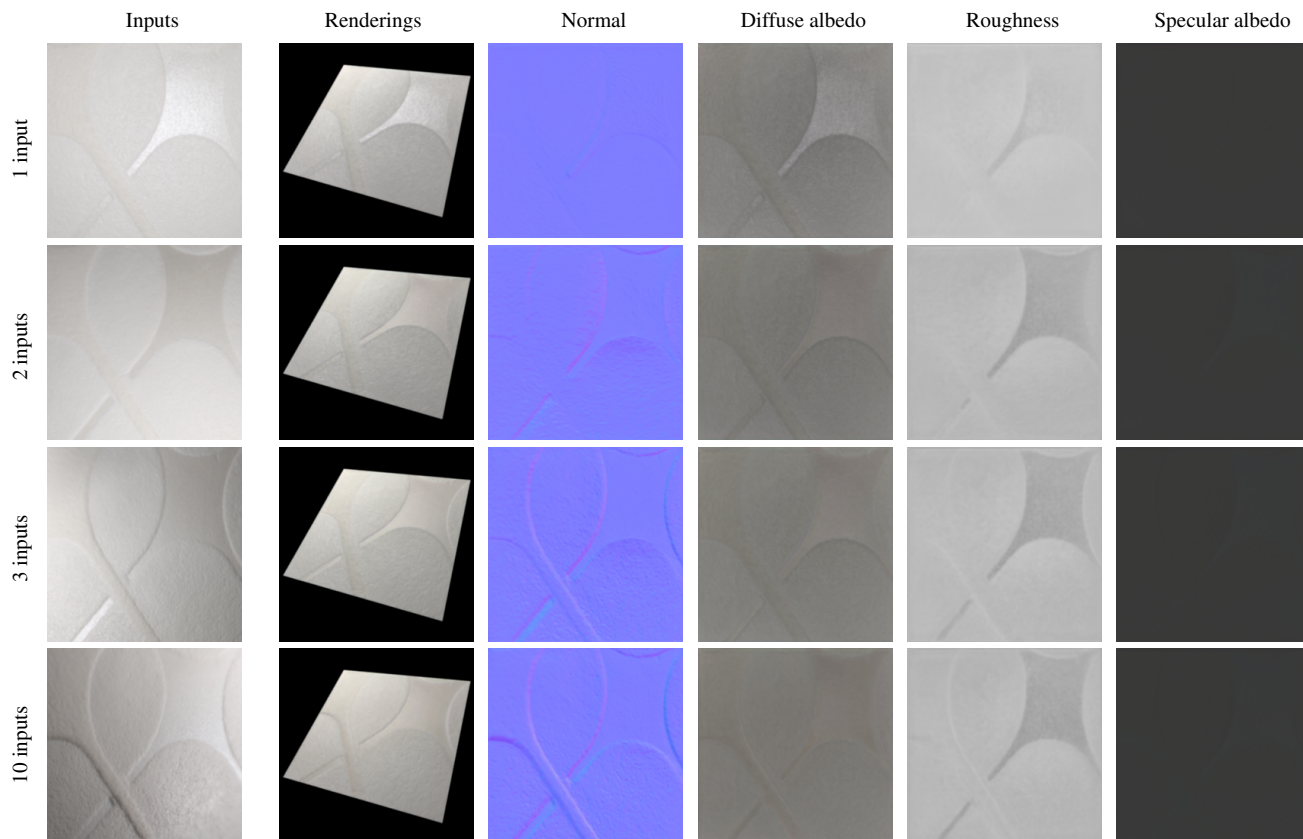 Inputs Renderings Normal Diffuse albedo Roughness Specular albedo
1 input
2 inputs
3 inputs
10 inputs